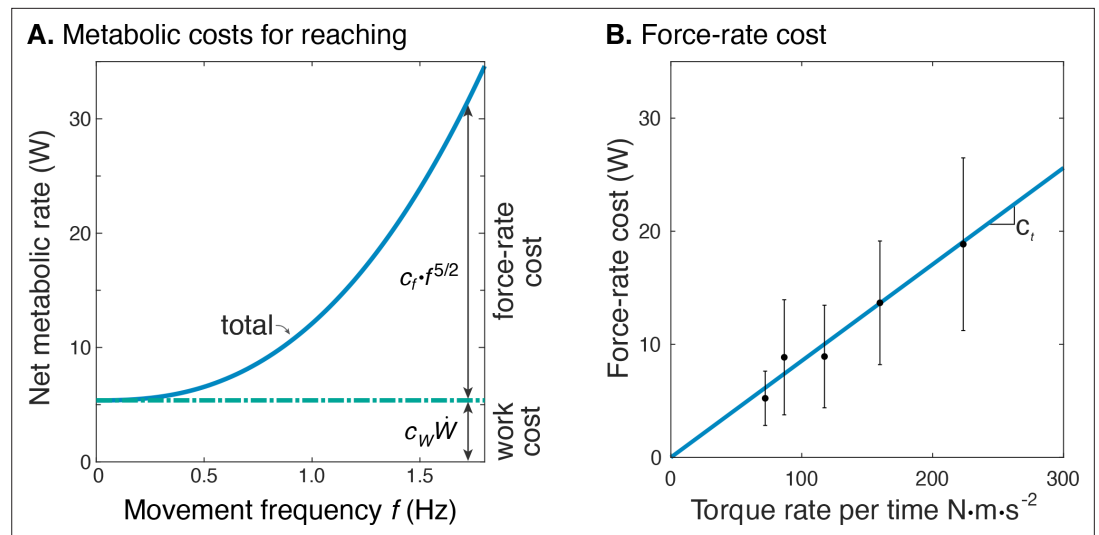 A. Metabolic costs for reaching
Net metabolic rate (W)
30
20
10
0
0
0.5
1.0
1.5
Movement frequency f (Hz)
total
c_f•f^5/2
force-rate
cost
c_W Ẇ
work
cost
B. Force-rate cost
Force-rate cost (W)
30
20
10
0
0
100
200
300
Torque rate per time N•m•s^-2
c_t